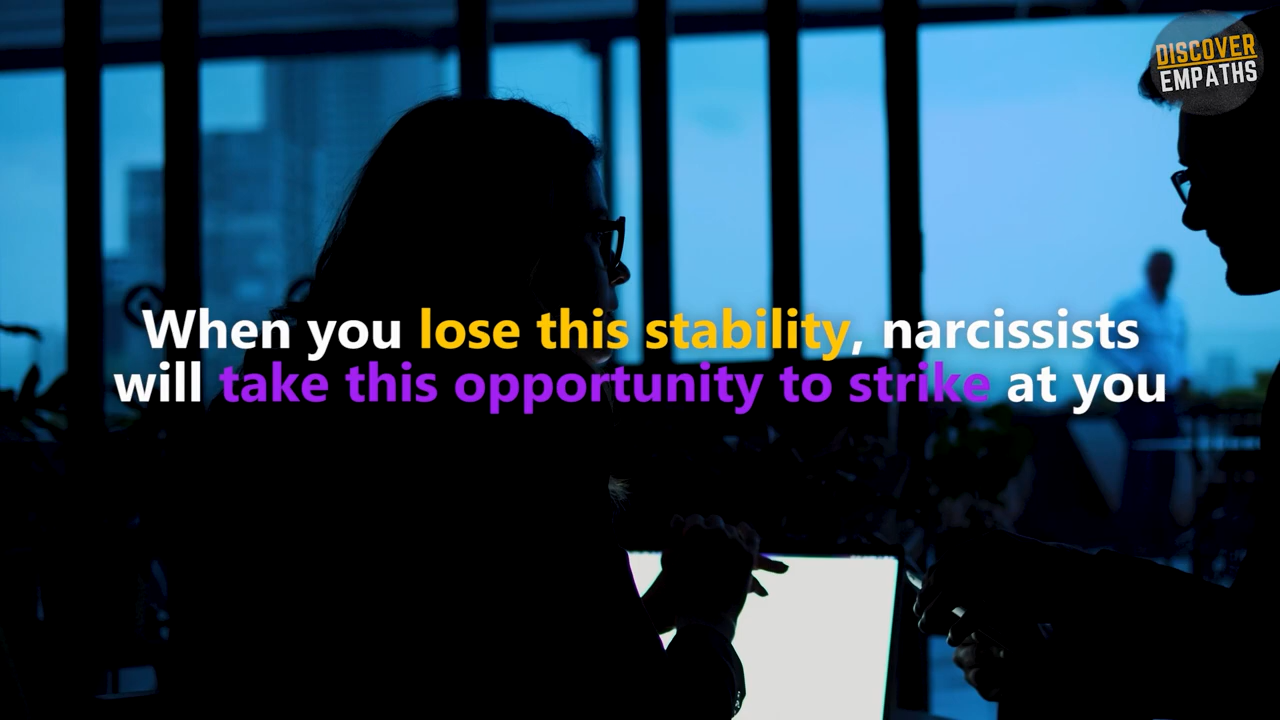 DISCOVER
EMPATHS
When you lose this stability, narcissists
will take this opportunity to strike at you